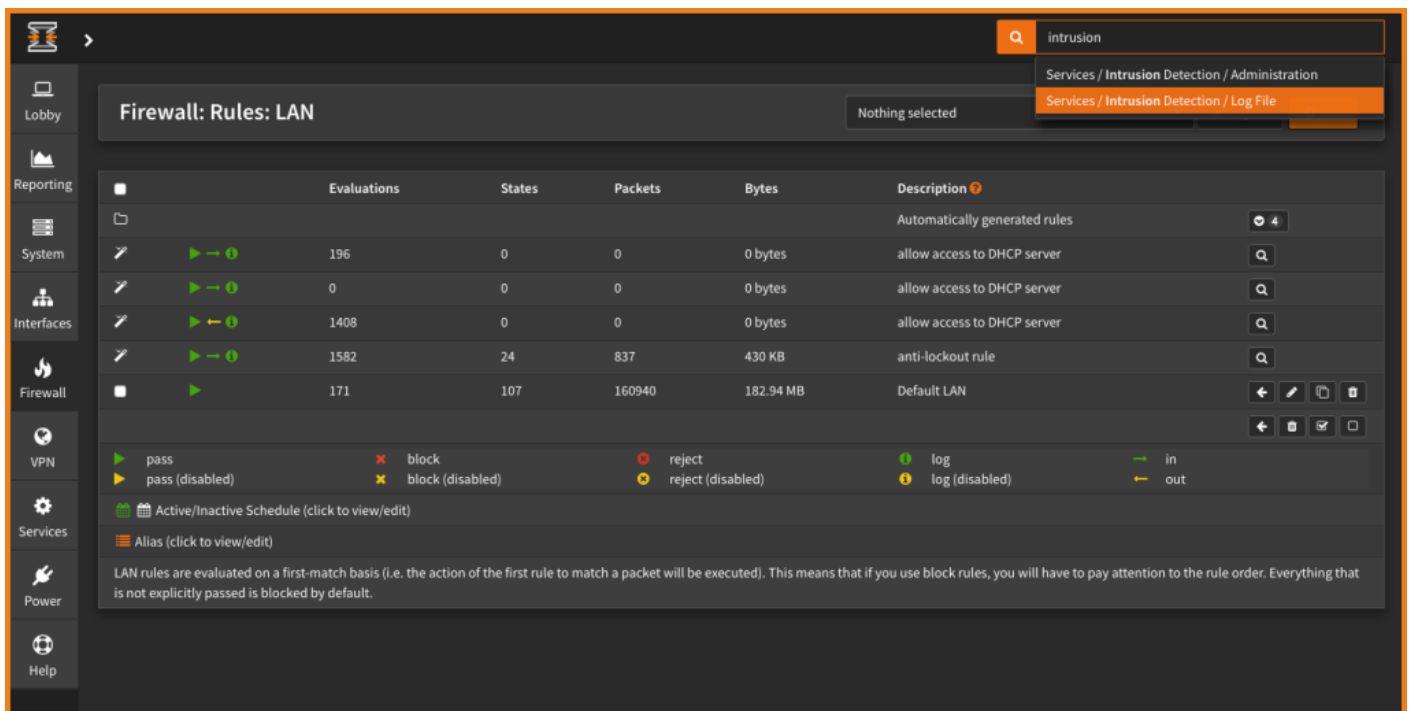 intrusion
Services / Intrusion Detection / Administration
Services / Intrusion Detection / Log File
Lobby
Reporting
System
Interfaces
Firewall
VPN
Services
Power
Help
Firewall: Rules: LAN
Nothing selected
Evaluations States Packets Bytes Description
Automatically generated rules 4
196 0 0 0 bytes allow access to DHCP server
0 0 0 0 bytes allow access to DHCP server
1408 0 0 0 bytes allow access to DHCP server
1582 24 837 430 KB anti-lockout rule
171 107 160940 182.94 MB Default LAN
pass block reject log in
pass (disabled) block (disabled) reject (disabled) log (disabled) out
Active/Inactive Schedule (click to view/edit)
Alias (click to view/edit)
LAN rules are evaluated on a first-match basis (i.e. the action of the first rule to match a packet will be executed). This means that if you use block rules, you will have to pay attention to the rule order. Everything that
is not explicitly passed is blocked by default.